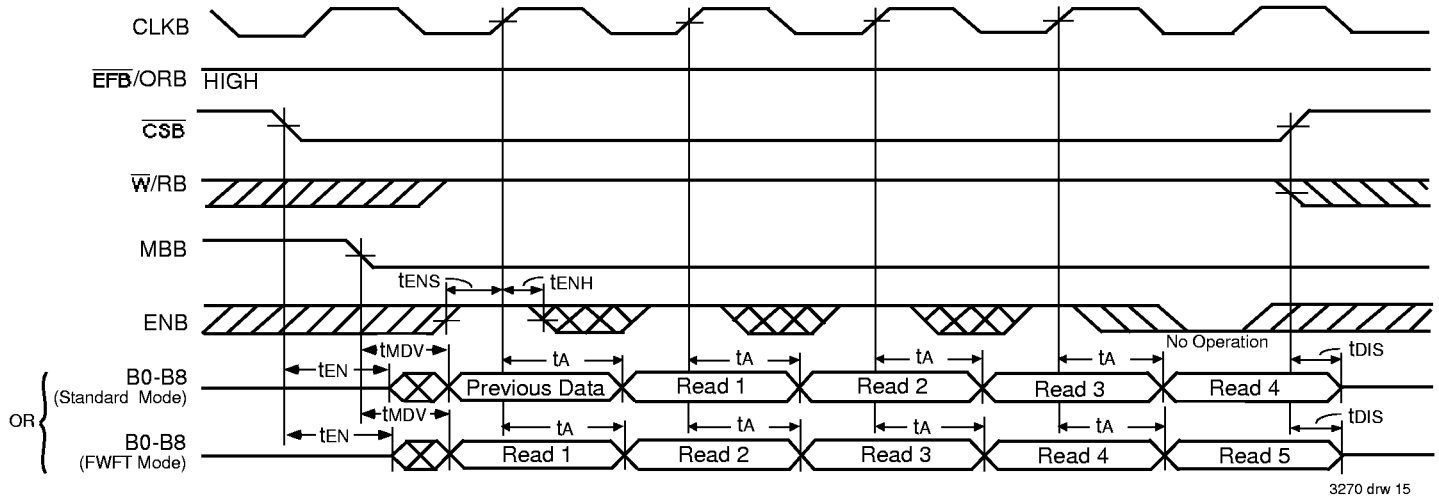 CLKB
EFB/ORB HIGH
CSB
W/RB
MBB
tENS tENH
ENB
No Operation
tMDV tA tA tA tA tDIS
tEN
B0-B8 Previous Data Read 1 Read 2 Read 3 Read 4
(Standard Mode)
OR
tMDV tA tA tA tA tDIS
tEN
B0-B8 Read 1 Read 2 Read 3 Read 4 Read 5
(FWFT Mode)
3270 drw 15